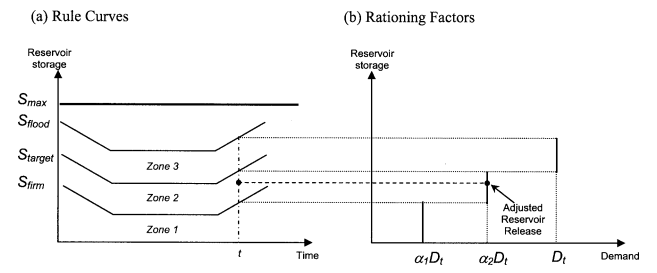 (a) Rule Curves
(b) Rationing Factors
Reservoir
storage
S_max
S_flood
S_target
S_firm
Zone 3
Zone 2
Zone 1
t
Time
Reservoir
storage
Adjusted
Reservoir
Release
α₁Dₜ
α₂Dₜ
Dₜ
Demand